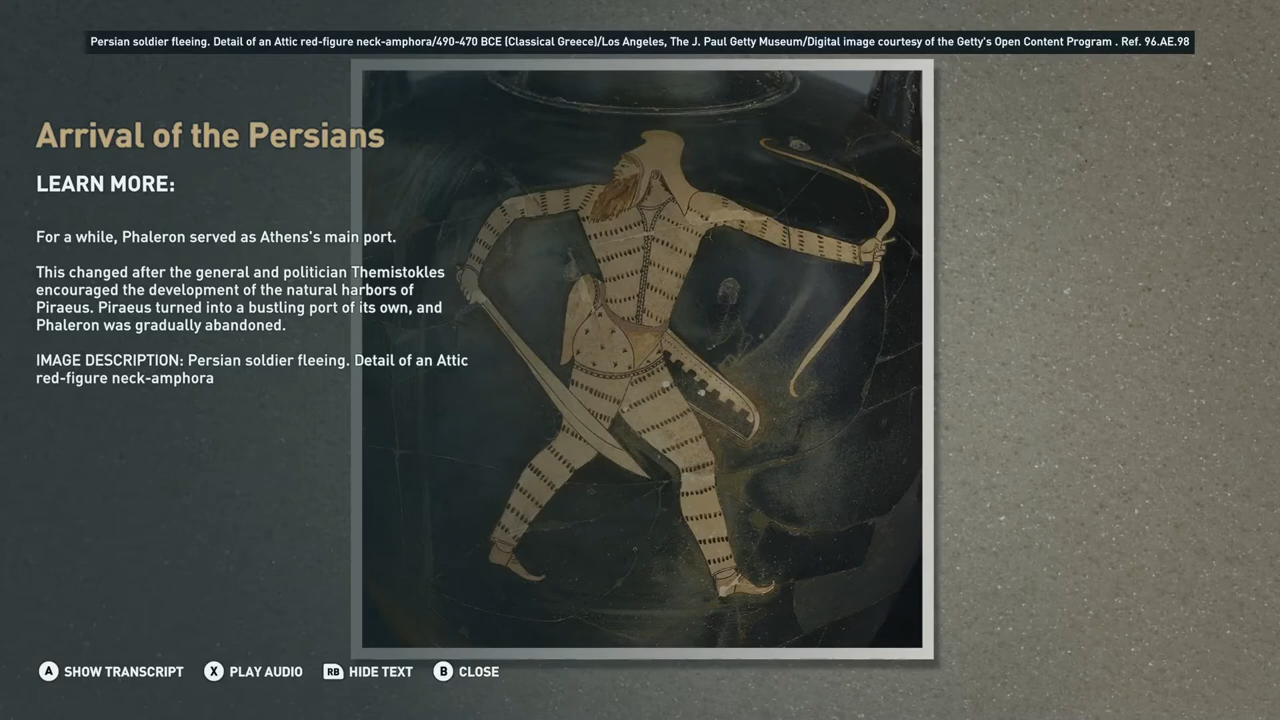 Persian soldier fleeing. Detail of an Attic red-figure neck-amphora/490-470 BCE (Classical Greece)/Los Angeles, The J. Paul Getty Museum/Digital image courtesy of the Getty's Open Content Program . Ref. 96.AE.98
Arrival of the Persians
LEARN MORE:
For a while, Phaleron served as Athens's main port.
This changed after the general and politician Themistokles
encouraged the development of the natural harbors of
Piraeus. Piraeus turned into a bustling port of its own, and
Phaleron was gradually abandoned.
IMAGE DESCRIPTION: Persian soldier fleeing. Detail of an Attic
red-figure neck-amphora
A SHOW TRANSCRIPT X PLAY AUDIO RB HIDE TEXT B CLOSE